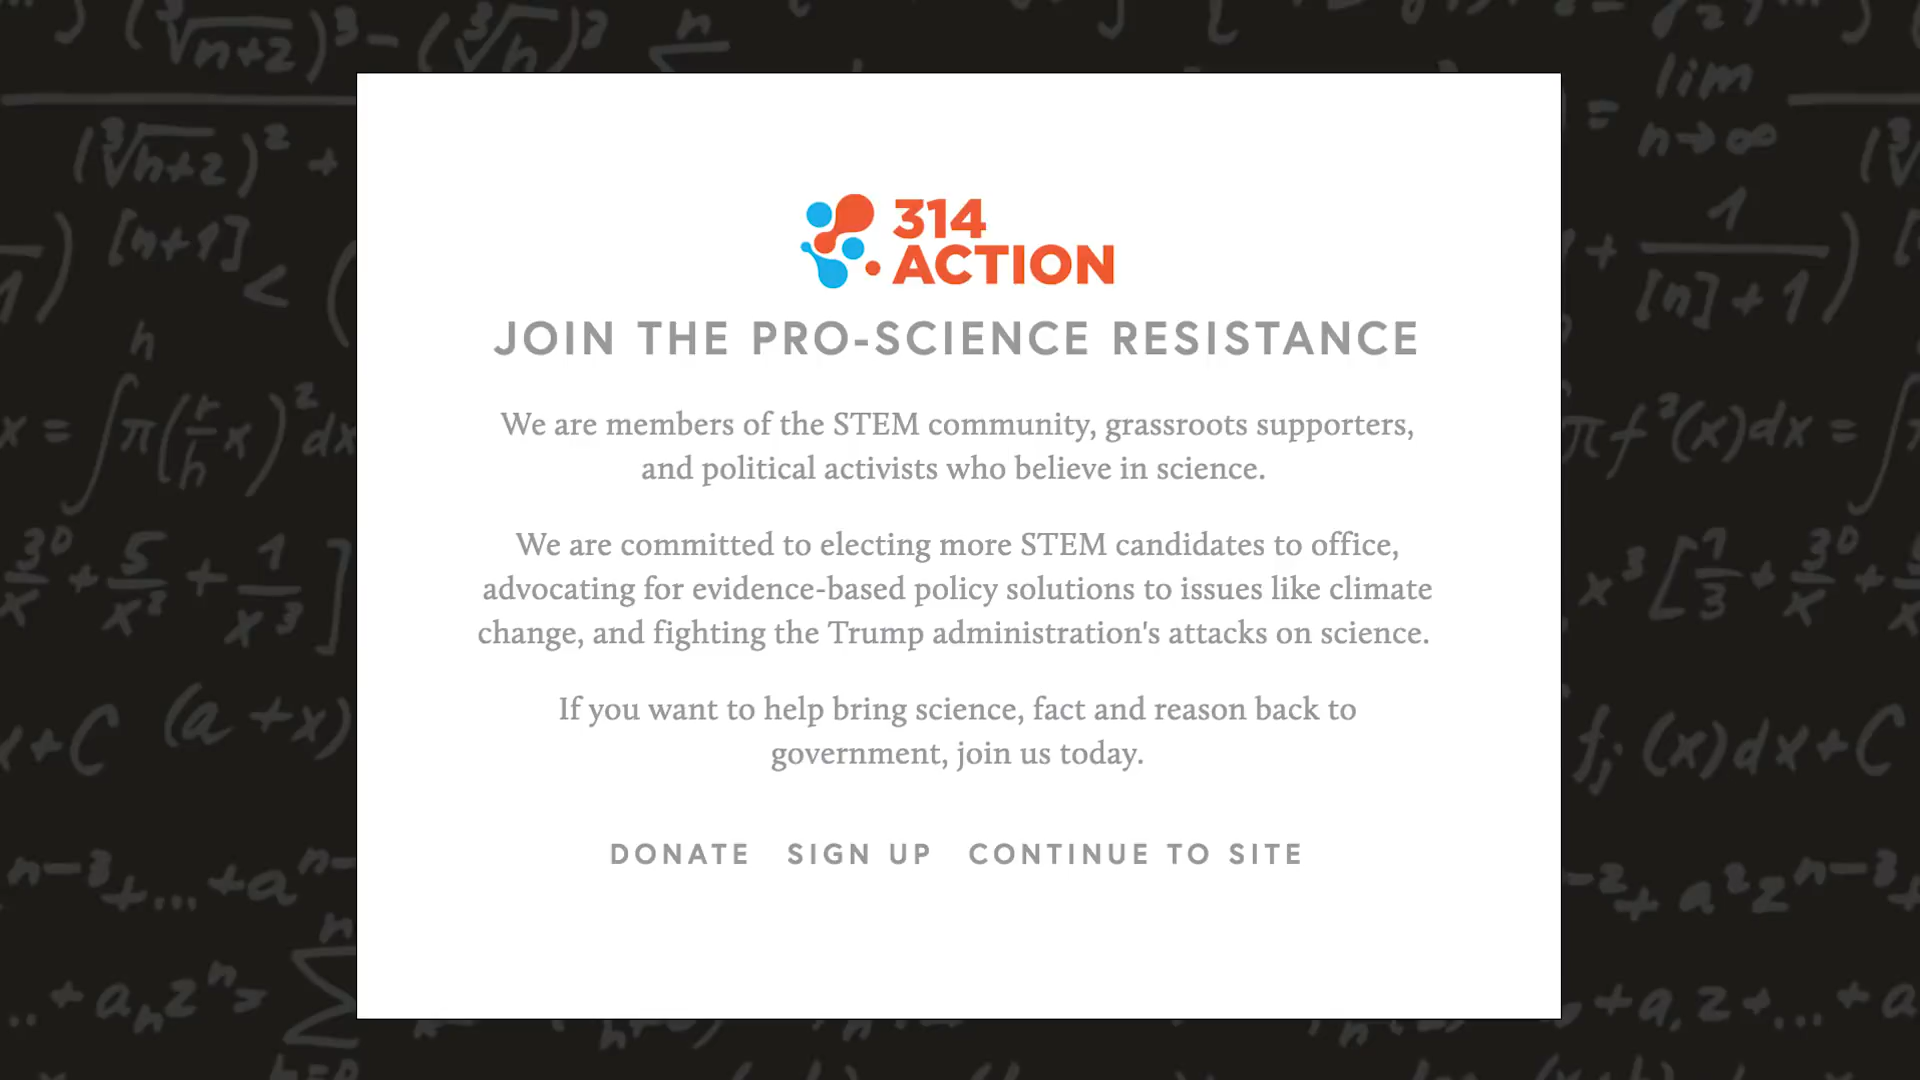 314
ACTION
JOIN THE PRO-SCIENCE RESISTANCE
We are members of the STEM community, grassroots supporters,
and political activists who believe in science.
We are committed to electing more STEM candidates to office,
advocating for evidence-based policy solutions to issues like climate
change, and fighting the Trump administration's attacks on science.
If you want to help bring science, fact and reason back to
government, join us today.
DONATE SIGN UP CONTINUE TO SITE